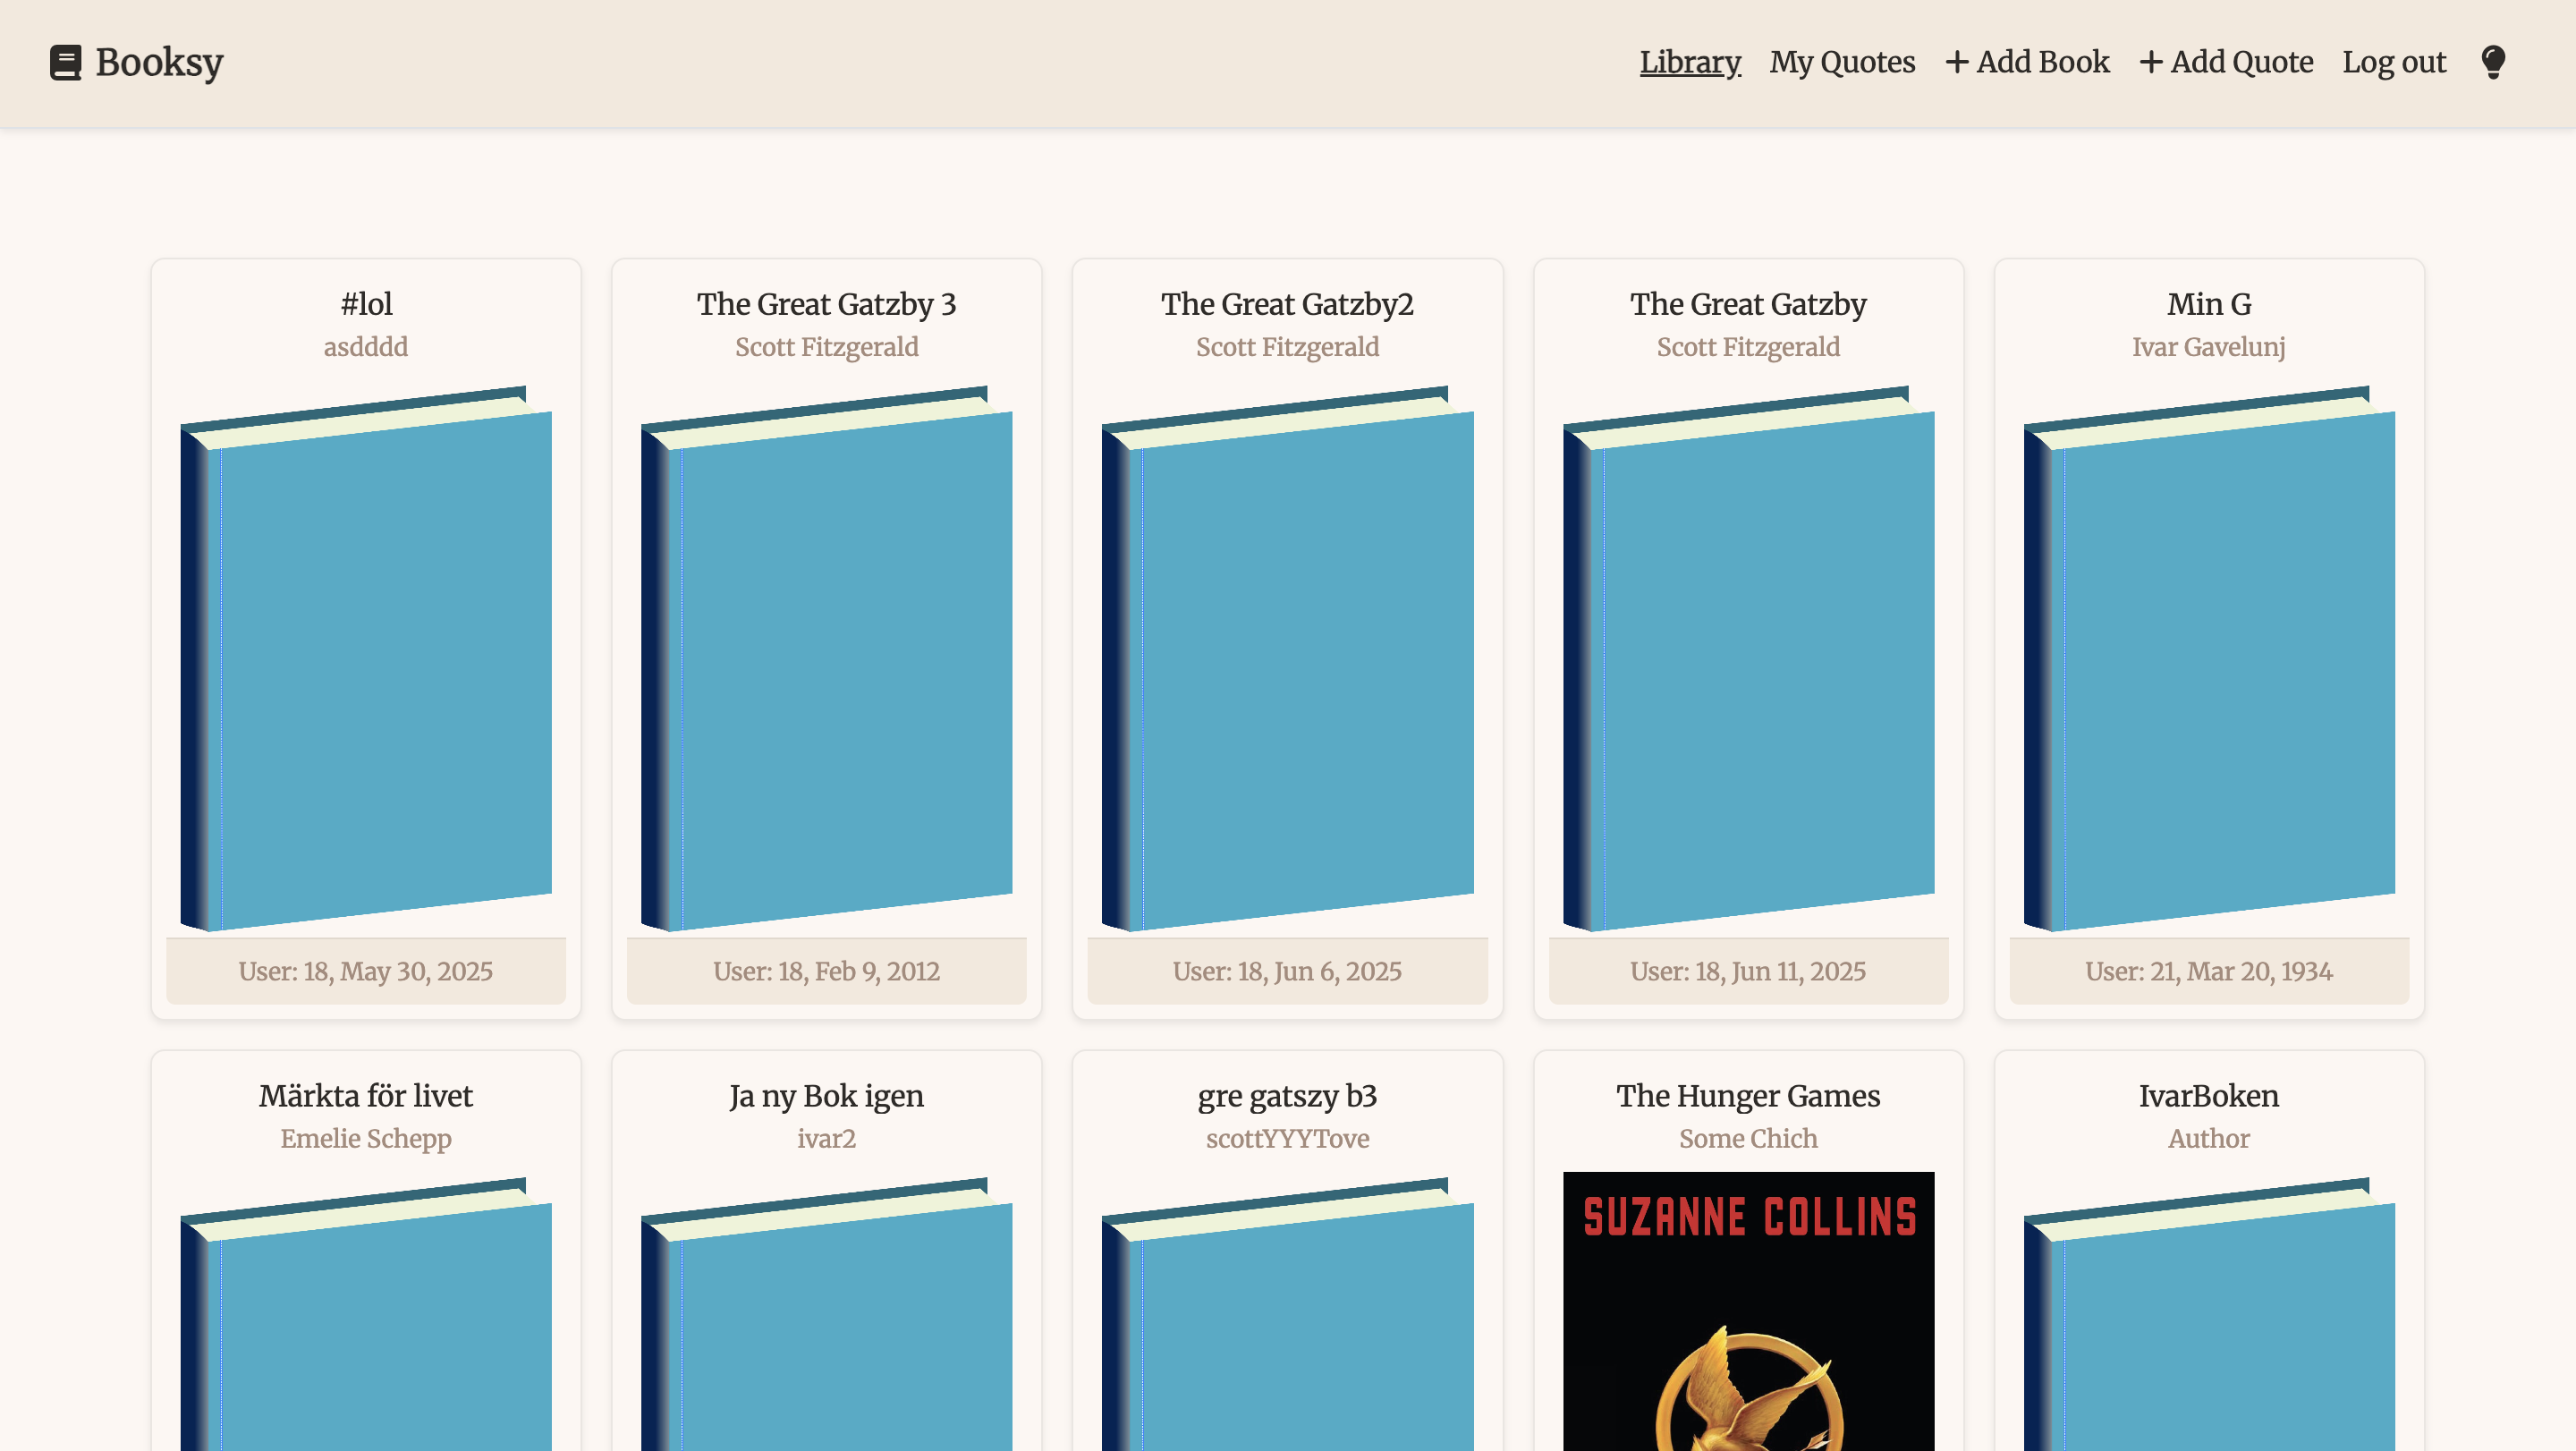 Booksy
Library My Quotes + Add Book + Add Quote Log out
#lol
asdddd
User: 18, May 30, 2025
The Great Gatzby 3
Scott Fitzgerald
User: 18, Feb 9, 2012
The Great Gatzby2
Scott Fitzgerald
User: 18, Jun 6, 2025
The Great Gatzby
Scott Fitzgerald
User: 18, Jun 11, 2025
Min G
Ivar Gavelunj
User: 21, Mar 20, 1934
Märkta för livet
Emelie Schepp
Ja ny Bok igen
ivar2
gre gatszy b3
scottYYYTove
The Hunger Games
Some Chich
SUZANNE COLLINS
IvarBoken
Author